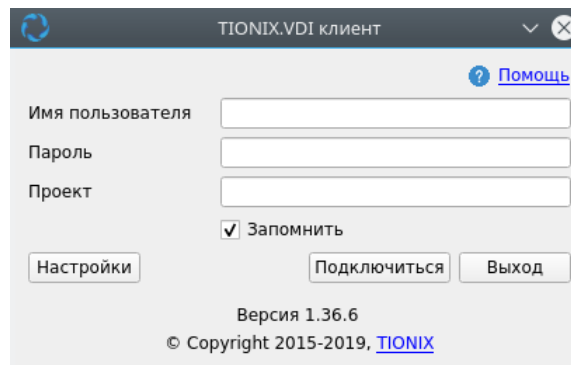 TIONIX.VDI клиент
Помощь
Имя пользователя
Пароль
Проект
Запомнить
Настройки Подключиться Выход
Версия 1.36.6
© Copyright 2015-2019, TIONIX